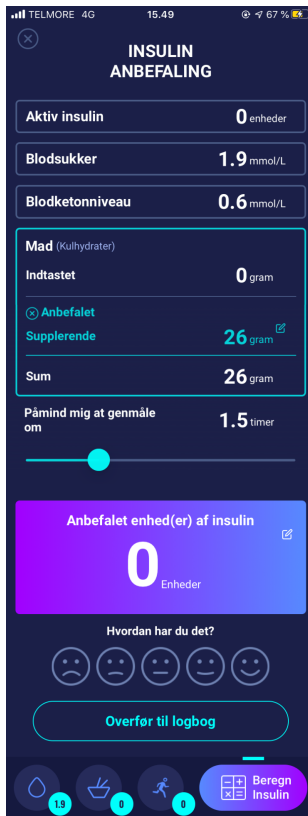 TELMORE 4G 15.49 67 %
INSULIN
ANBEFALING
Aktiv insulin 0 enheder
Blodsukker 1.9 mmol/L
Blodketonniveau 0.6 mmol/L
Mad (Kulhydrater)
Indtastet 0 gram
Anbefalet
Supplerende 26 gram
Sum 26 gram
Påmind mig at genmåle
om
1.5 timer
Anbefalet enhed(er) af insulin
0 Enheder
Hvordan har du det?
Overfør til logbog
1.9 0 0
Beregn
Insulin